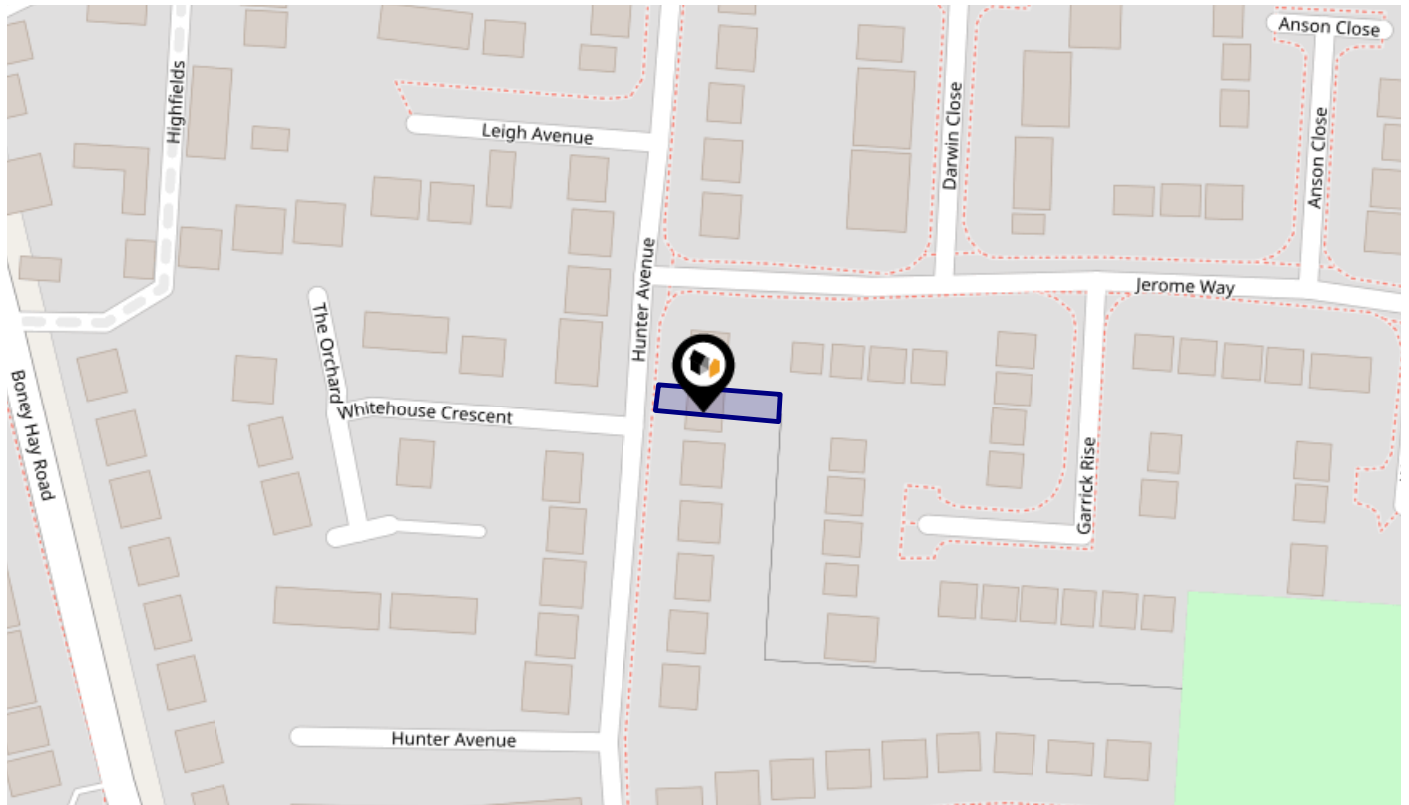 Anson Close
Highfields
Leigh Avenue
Darwin Close
Anson Close
Hunter Avenue
Jerome Way
The Orchard
Whitehouse Crescent
Boney Hay Road
Garrick Rise
Hunter Avenue